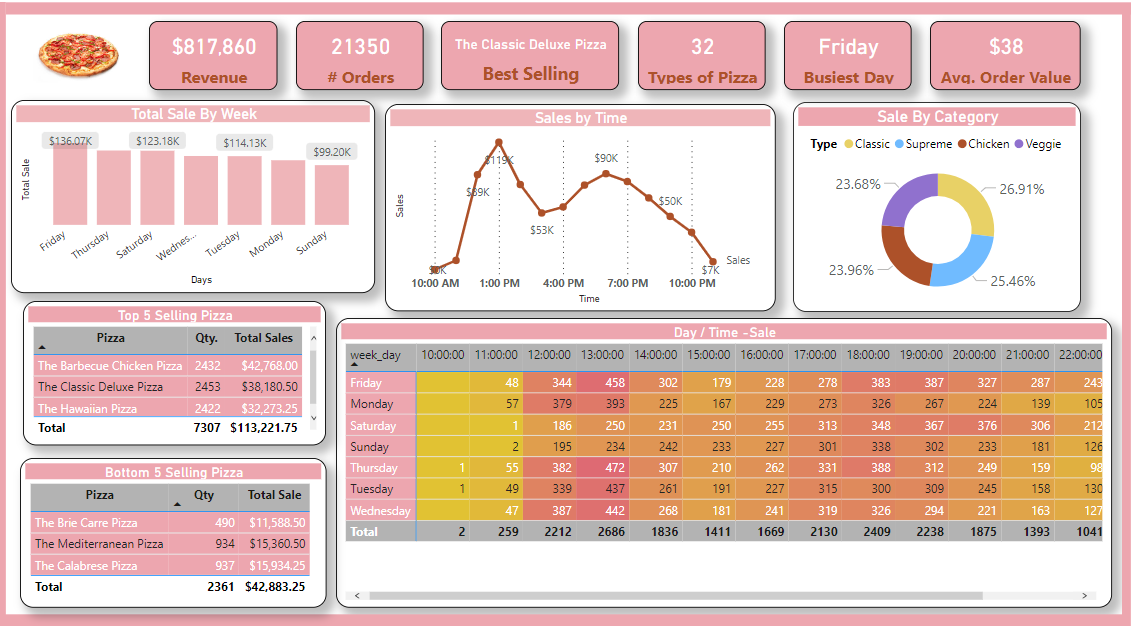 $817,860
Revenue
21350
# Orders
The Classic Deluxe Pizza
Best Selling
32
Types of Pizza
Friday
Busiest Day
$38
Avg. Order Value
Total Sale By Week
$136.07K
$123.18K
$114.13K
$99.20K
Total Sale
Friday
Thursday
Saturday
Wednes...
Tuesday
Monday
Sunday
Days
Sales by Time
$0K
$89K
$119K
$53K
$90K
$50K
$7K
Sales
Sales
10:00 AM 1:00 PM 4:00 PM 7:00 PM 10:00 PM
Time
Sale By Category
Type Classic Supreme Chicken Veggie
23.68%
26.91%
23.96%
25.46%
Top 5 Selling Pizza
Pizza Qty. Total Sales
The Barbecue Chicken Pizza 2432 $42,768.00
The Classic Deluxe Pizza 2453 $38,180.50
The Hawaiian Pizza 2422 $32,273.25
Total 7307 $113,221.75
Bottom 5 Selling Pizza
Pizza Qty Total Sale
The Brie Carre Pizza 490 $11,588.50
The Mediterranean Pizza 934 $15,360.50
The Calabrese Pizza 937 $15,934.25
Total 2361 $42,883.25
Day / Time -Sale
week_day 10:00:00 11:00:00 12:00:00 13:00:00 14:00:00 15:00:00 16:00:00 17:00:00 18:00:00 19:00:00 20:00:00 21:00:00 22:00:00
Friday 48 344 458 302 179 228 278 383 387 327 287 243
Monday 57 379 393 225 167 229 273 326 267 224 139 105
Saturday 1 186 250 231 250 255 313 348 367 376 306 212
Sunday 2 195 234 242 233 227 301 338 302 233 181 126
Thursday 1 55 382 472 307 210 262 331 388 312 249 159 98
Tuesday 1 49 339 437 261 191 227 315 300 309 245 158 130
Wednesday 47 387 442 268 181 241 319 326 294 221 163 127
Total 2 259 2212 2686 1836 1411 1669 2130 2409 2238 1875 1393 1041